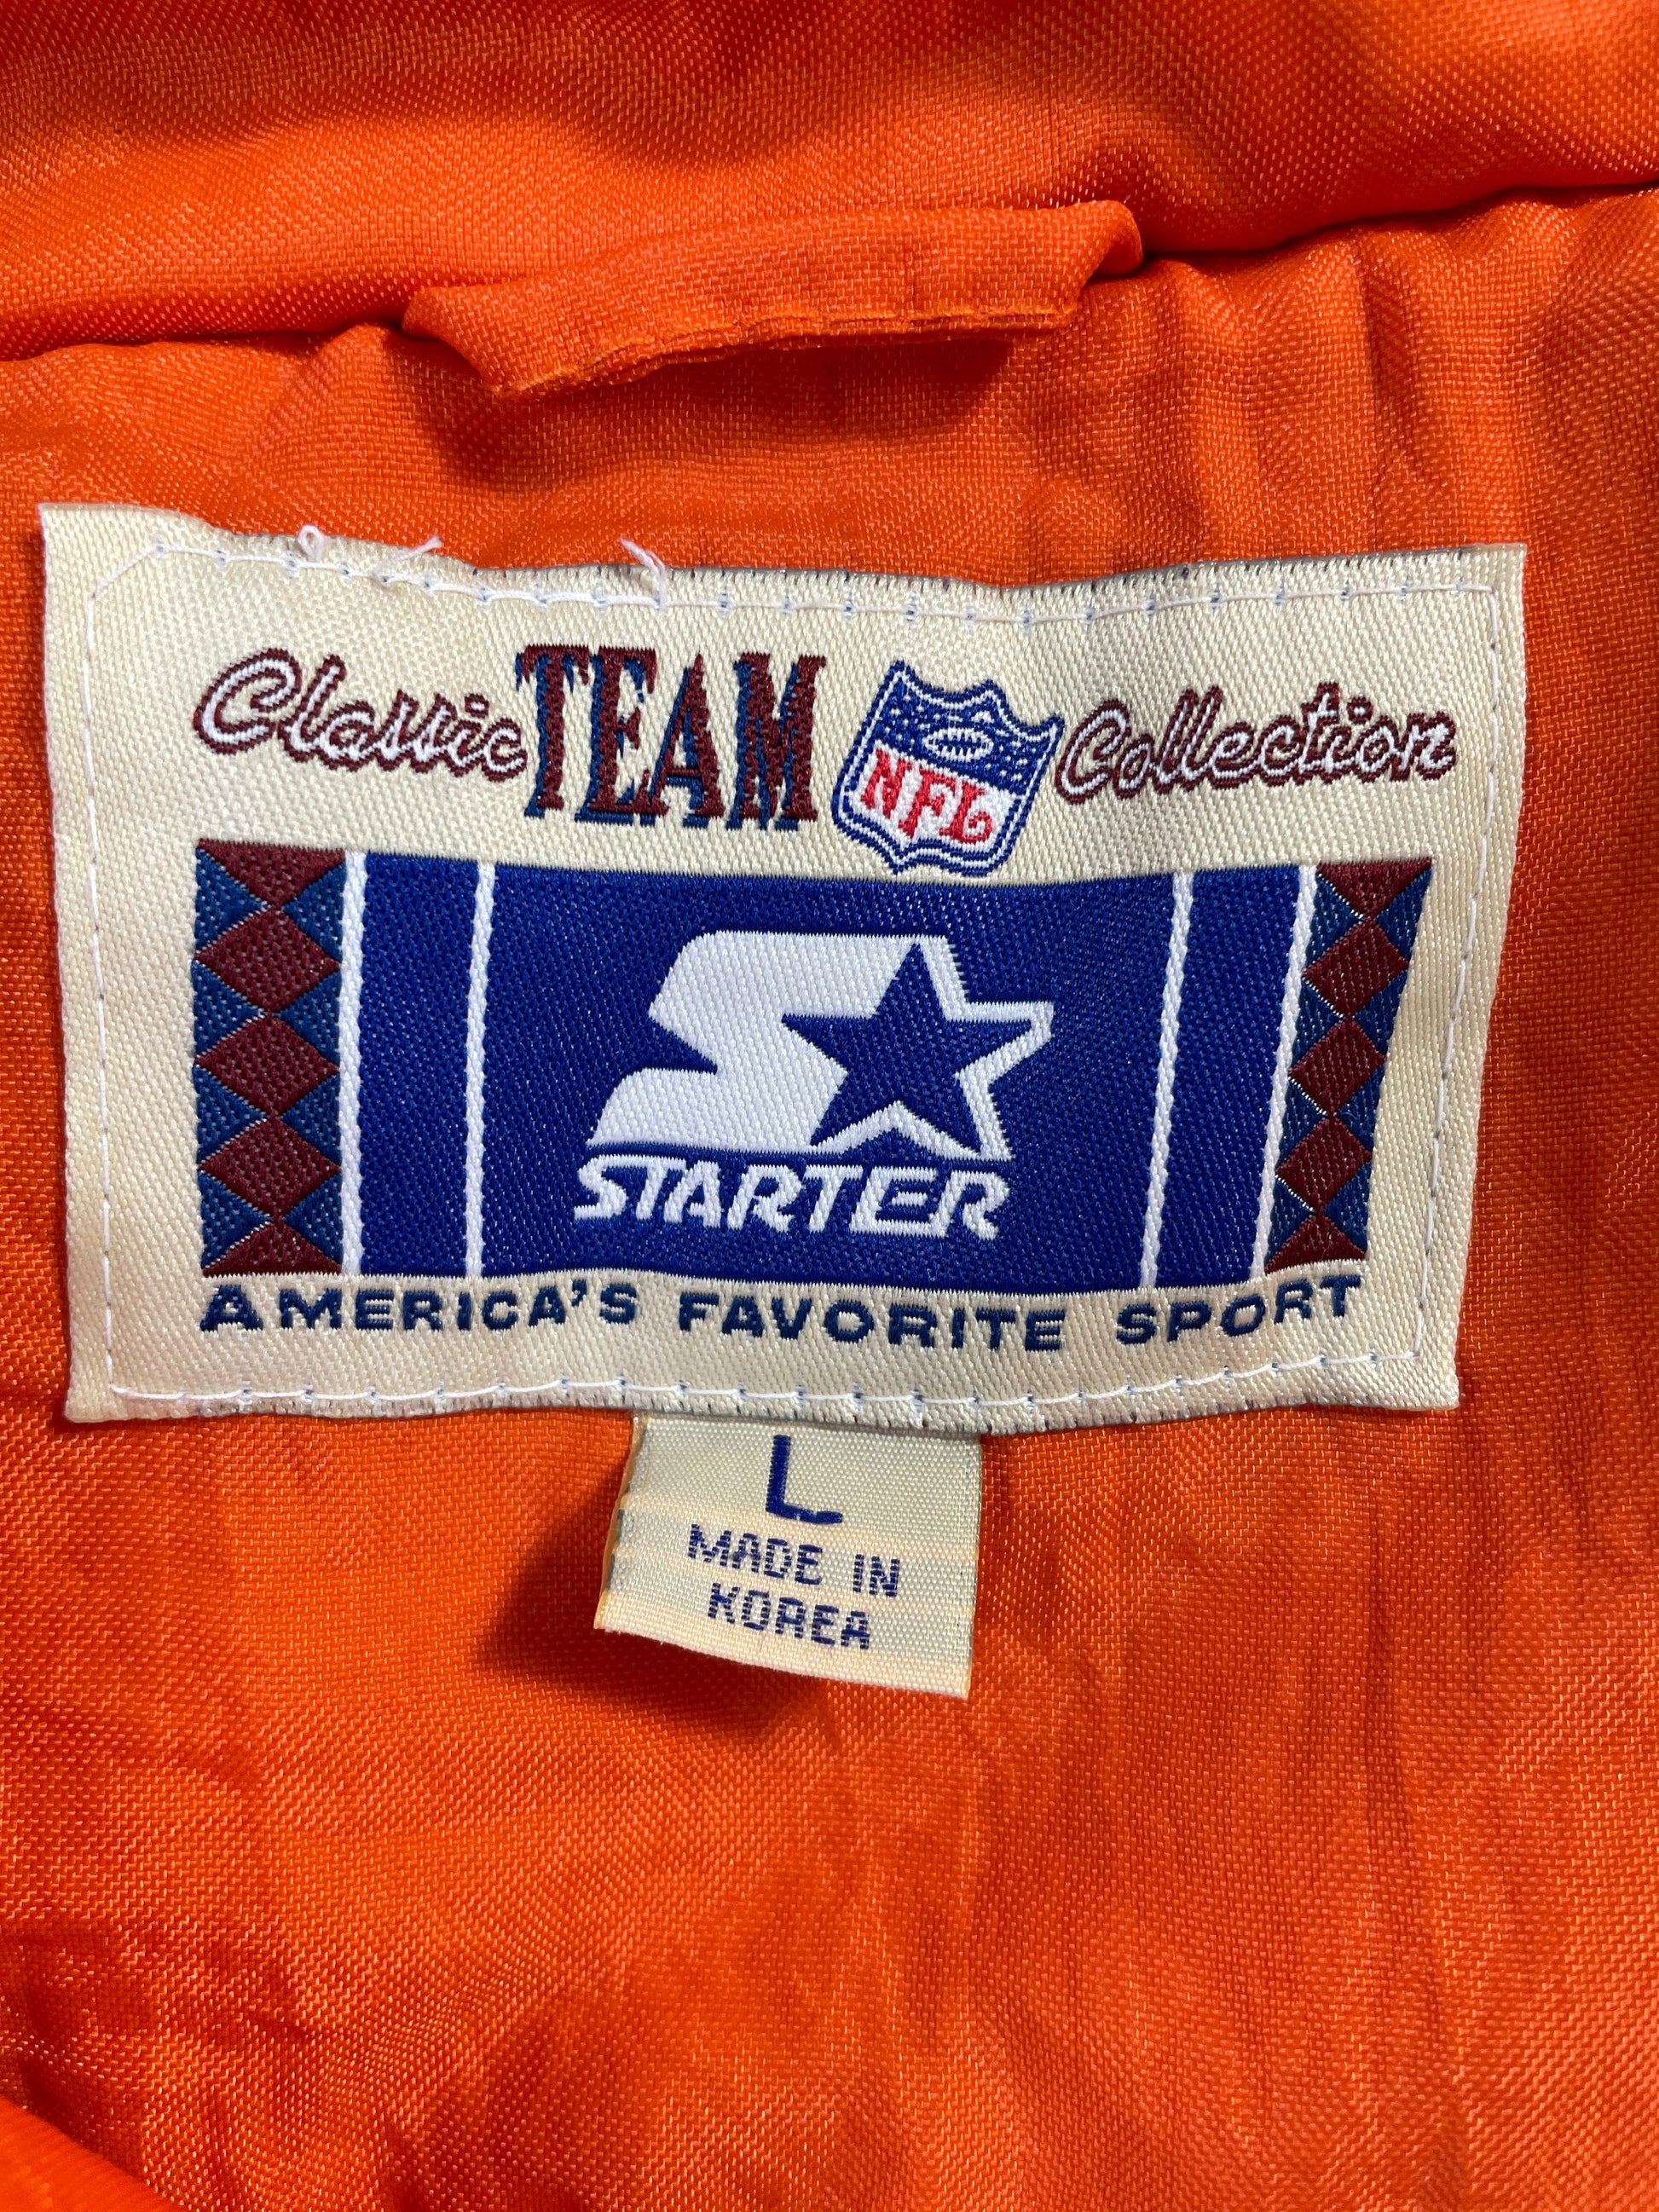 Classic TEAM NFL Collection
STARTER
AMERICA'S FAVORITE SPORT
L
MADE IN
KOREA